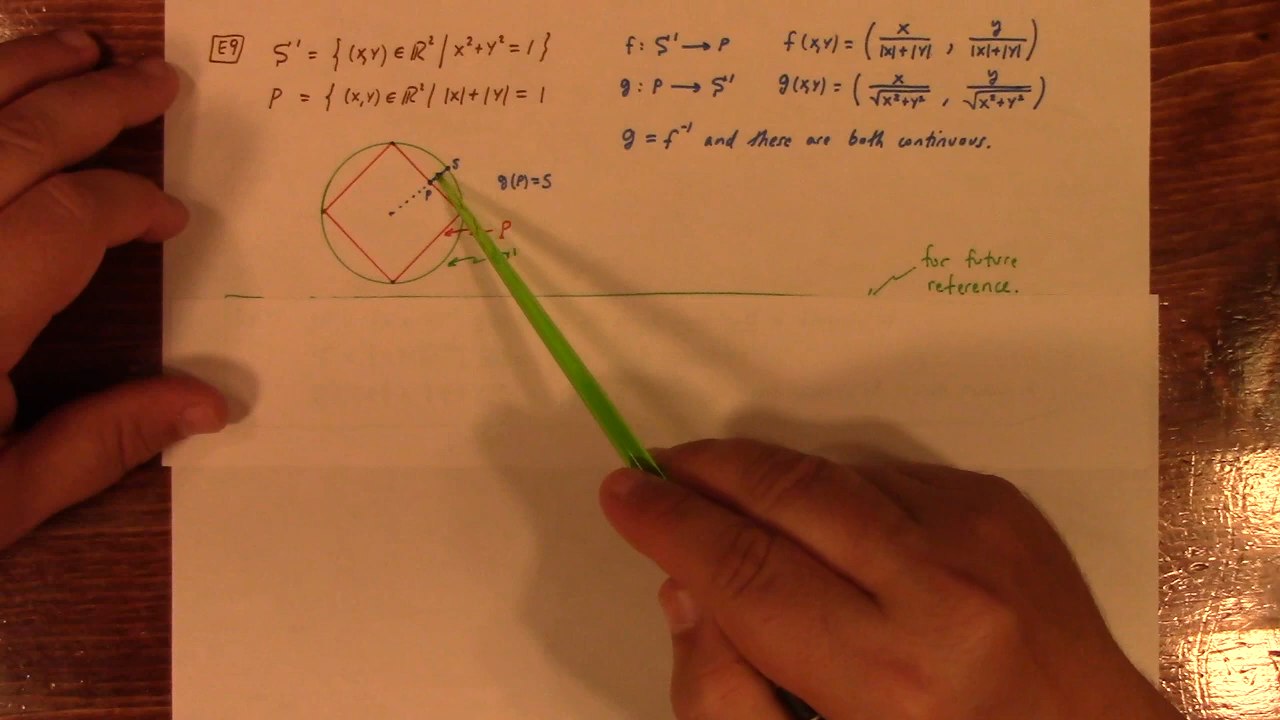 E9 S¹ = { (x,y) ∈ ℝ² | x² + y² = 1 } f : S¹ → P f(x,y) = ( x / |x|+|y| , y / |x|+|y| )
P = { (x,y) ∈ ℝ² | |x|+|y| = 1 g : P → S¹ g(x,y) = ( x / √x²+y² , y / √x²+y² )
g = f⁻¹ and these are both continuous.
S
P
g(P) = S
P
for future
reference.